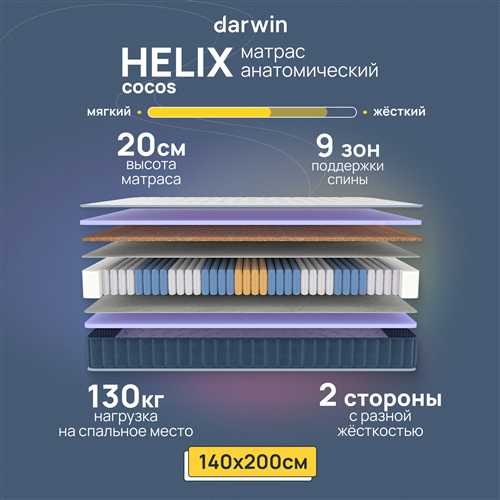 darwin
HELIX
cocos
матрас
анатомический
мягкий
жёсткий
20см
высота
матраса
9 зон
поддержки
спины
130кг
нагрузка
на спальное место
2 стороны
с разной
жёсткостью
140x200см